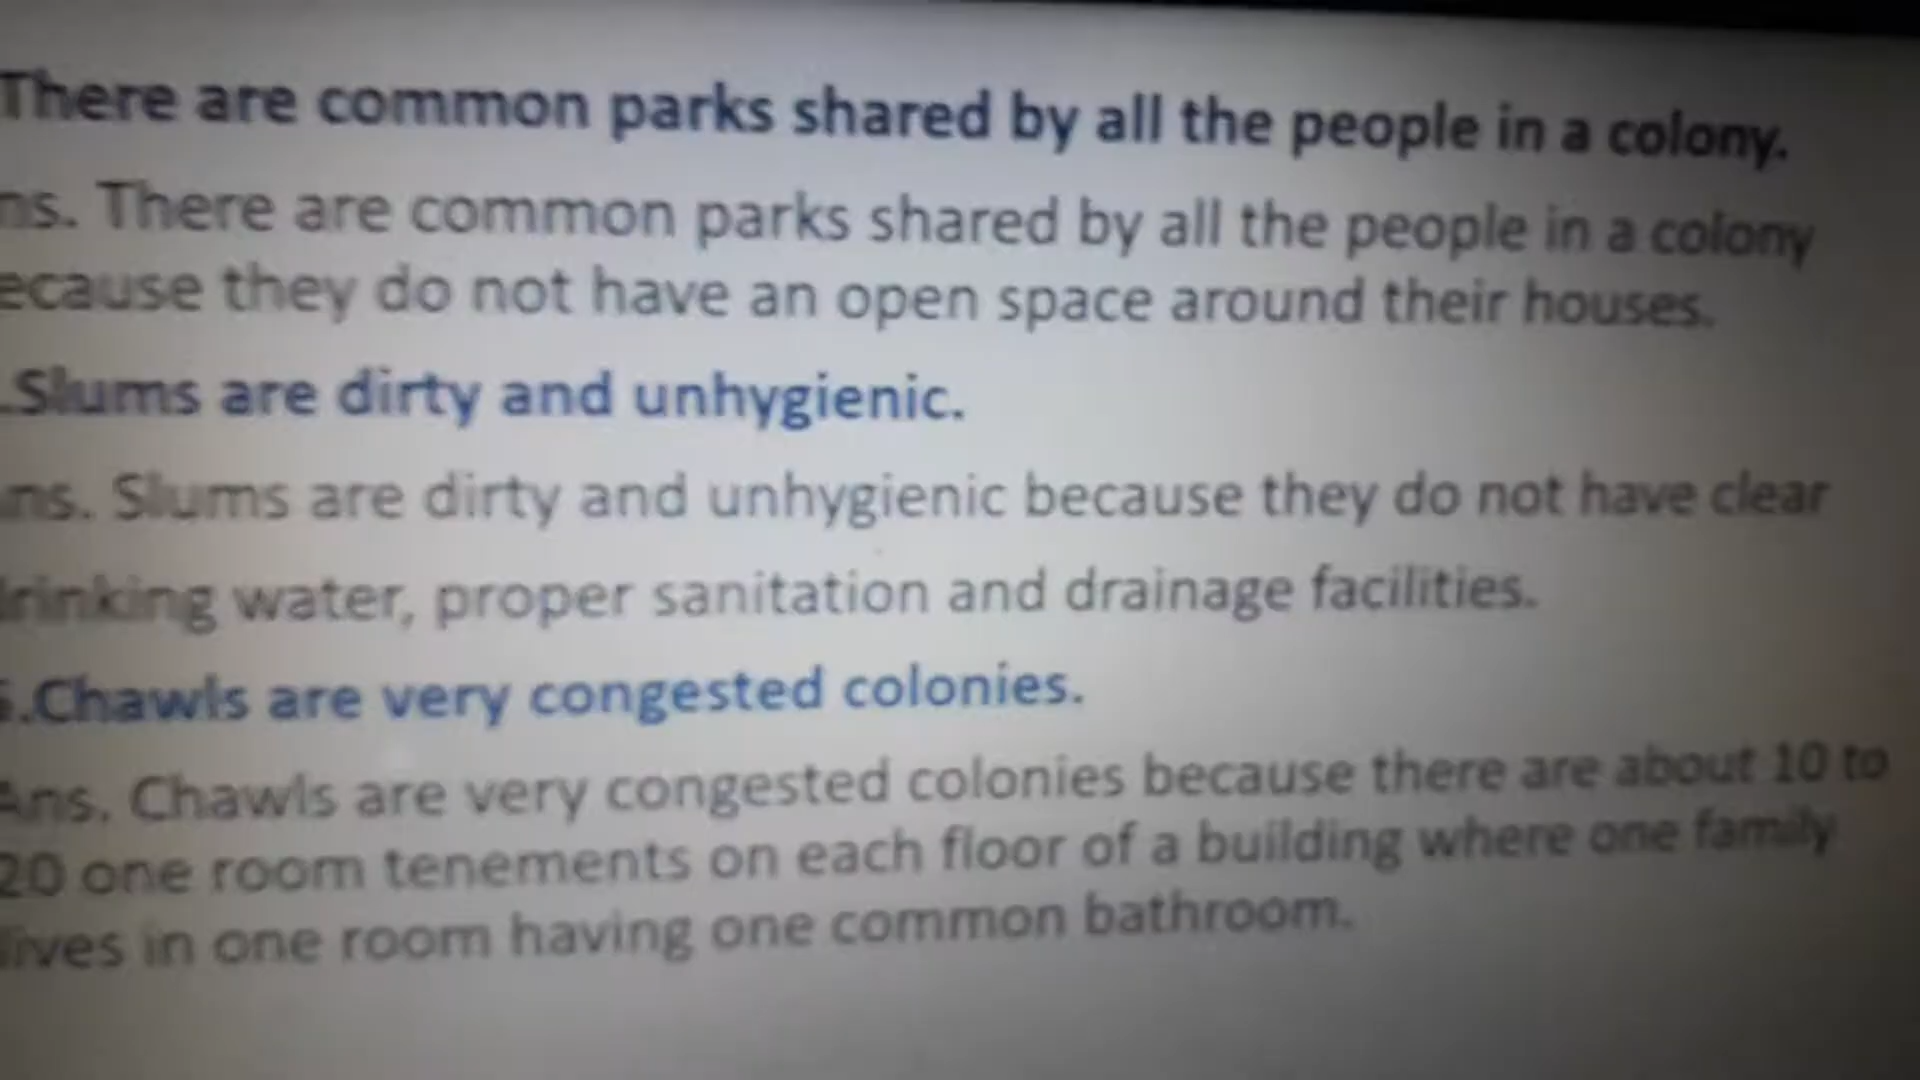 There are common parks shared by all the people in a colony.
ns. There are common parks shared by all the people in a colony
ecause they do not have an open space around their houses.
.Slums are dirty and unhygienic.
ns. Slums are dirty and unhygienic because they do not have clear
drinking water, proper sanitation and drainage facilities.
5.Chawls are very congested colonies.
Ans. Chawls are very congested colonies because there are about 10 to
20 one room tenements on each floor of a building where one family
lives in one room having one common bathroom.